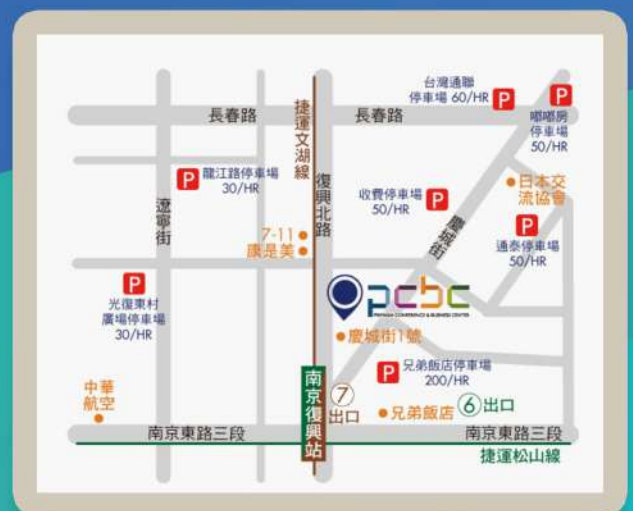 台灣通聯
停車場 60/HR
P
P
嘟嘟房
停車場
50/HR
長春路
長春路
捷運文湖線
P
龍江路停車場
30/HR
復興北路
收費停車場
50/HR
P
日本交
流協會
遼寧街
7-11
康是美
慶城街
P
通泰停車場
50/HR
P
光復東村
廣場停車場
30/HR
pcbc
PREMIUM CONFERENCE & BUSINESS CENTER
慶城街1號
P
兄弟飯店停車場
200/HR
中華
航空
南京復興站
7
出口
兄弟飯店
6
出口
南京東路三段
南京東路三段
捷運松山線